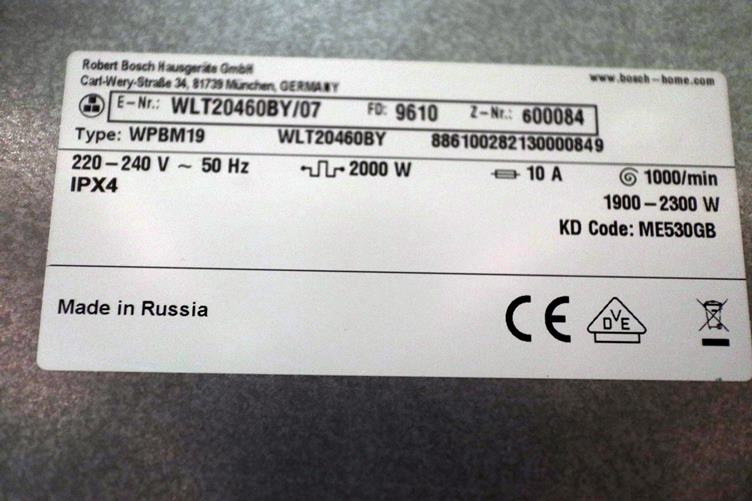 Robert Bosch Hausgeräte GmbH
Carl-Wery-Straße 34, 81739 München, GERMANY
www.bosch-home.com
E-Nr.: WLT20460BY/07 FD: 9610 Z-Nr.: 600084
Type: WPBM19 WLT20460BY 886100282130000849
220-240 V ~ 50 Hz 2000 W 10 A 1000/min
IPX4 1900-2300 W
KD Code: ME530GB
Made in Russia CE DVE